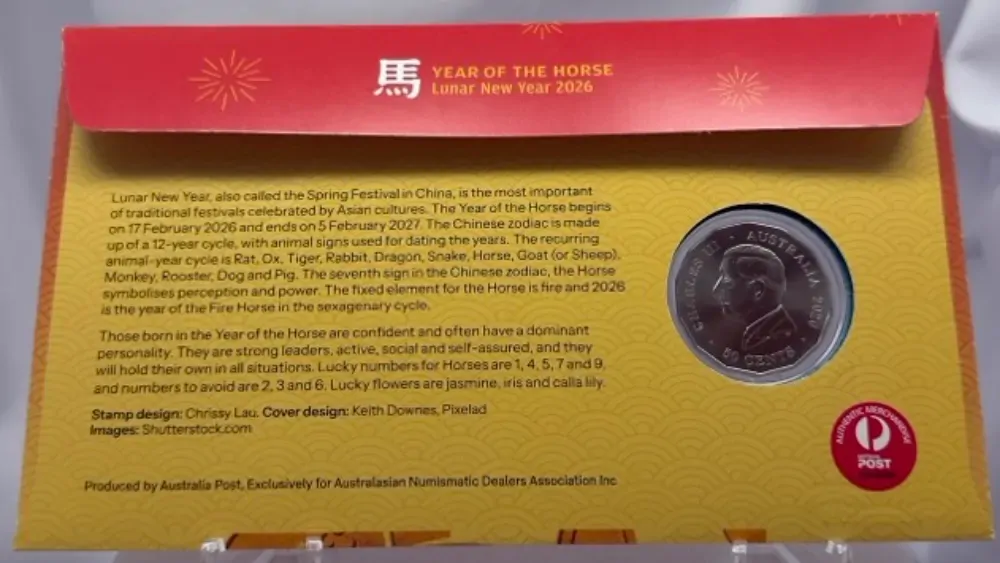 馬 YEAR OF THE HORSE
Lunar New Year 2026
Lunar New Year, also called the Spring Festival in China, is the most important
of traditional festivals celebrated by Asian cultures. The Year of the Horse begins
on 17 February 2026 and ends on 5 February 2027. The Chinese zodiac is made
up of a 12-year cycle, with animal signs used for dating the years. The recurring
animal-year cycle is Rat, Ox, Tiger, Rabbit, Dragon, Snake, Horse, Goat (or Sheep),
Monkey, Rooster, Dog and Pig. The seventh sign in the Chinese zodiac, the Horse
symbolises perception and power. The fixed element for the Horse is fire and 2026
is the year of the Fire Horse in the sexagenary cycle.
Those born in the Year of the Horse are confident and often have a dominant
personality. They are strong leaders, active, social and self-assured, and they
will hold their own in all situations. Lucky numbers for Horses are 1, 4, 5, 7 and 9,
and numbers to avoid are 2, 3 and 6. Lucky flowers are jasmine, iris and calla lily.
Stamp design: Chrissy Lau. Cover design: Keith Downes, Pixelad
Images: Shutterstock.com
Produced by Australia Post, Exclusively for Australasian Numismatic Dealers Association Inc
CHARLES III · AUSTRALIA 2026
· 50 CENTS ·
AUTHENTIC MERCHANDISE
POST